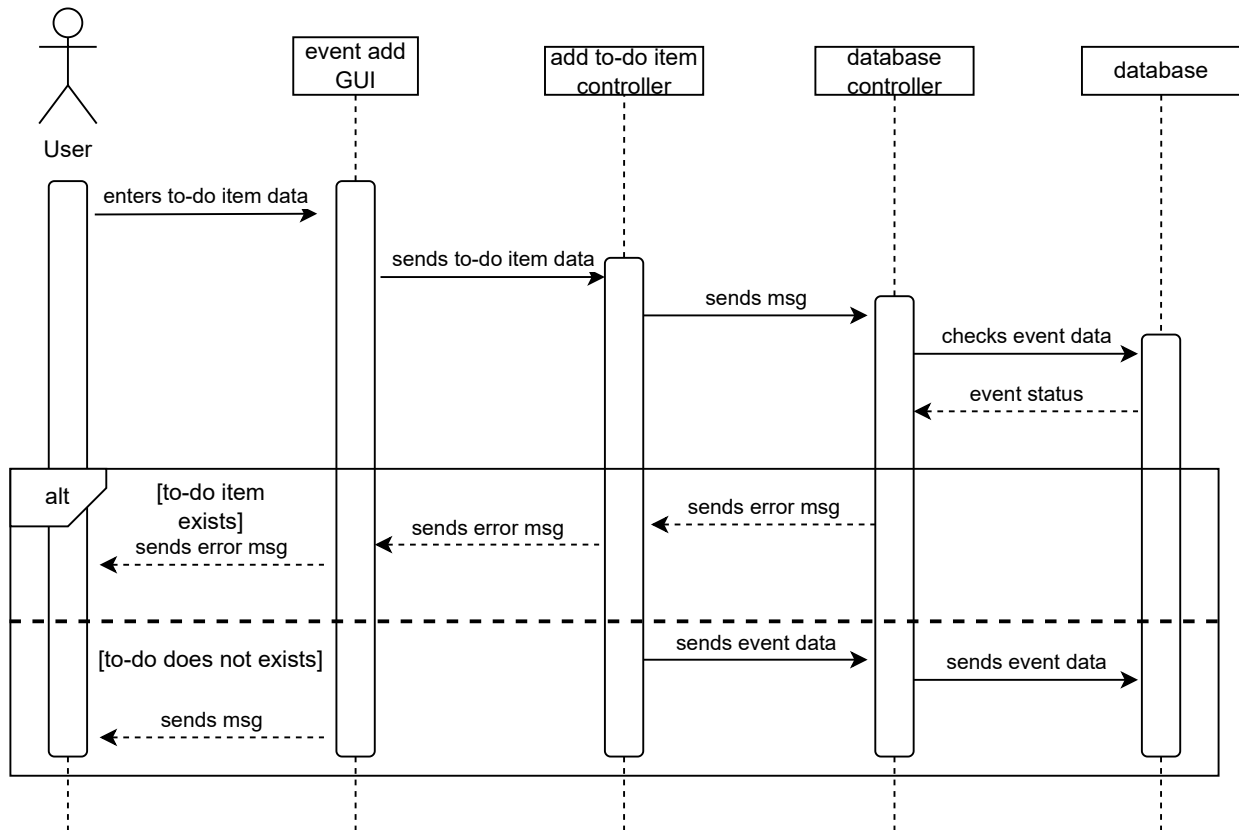 event add
GUI
add to-do item
controller
database
controller
database
User
enters to-do item data
sends to-do item data
sends msg
checks event data
event status
alt
[to-do item
exists]
sends error msg
sends error msg
sends error msg
[to-do does not exists]
sends event data
sends event data
sends msg